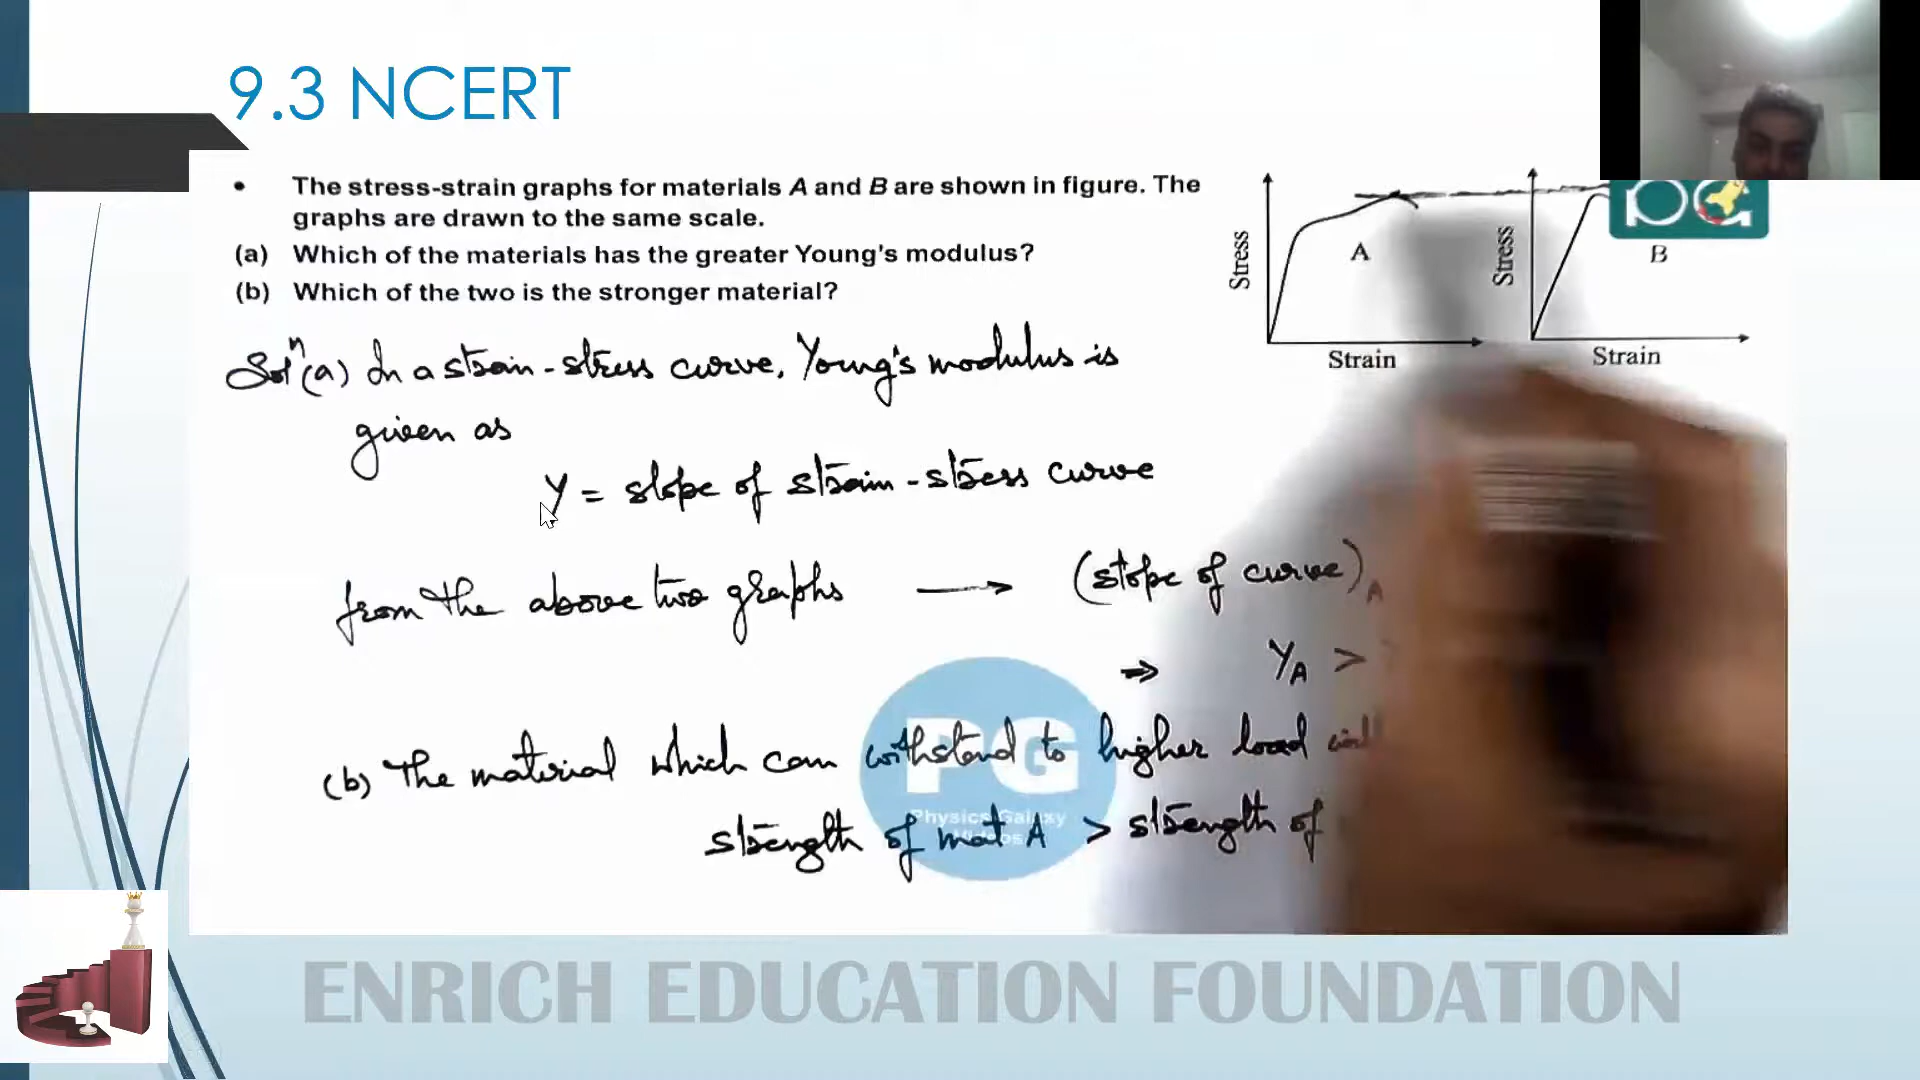 9.3 NCERT
• The stress-strain graphs for materials A and B are shown in figure. The
graphs are drawn to the same scale.
(a) Which of the materials has the greater Young's modulus?
(b) Which of the two is the stronger material?
Stress
A
Strain
Stress
B
Strain
Solⁿ (a) In a strain-stress curve, Young's modulus is
given as
Y = slope of strain-stress curve
from the above two graphs → (slope of curve)A
⇒ YA >
(b) The material which can withstand to higher load
strength of mat A > strength of
PG
Physics Galaxy
Videos
ENRICH EDUCATION FOUNDATION